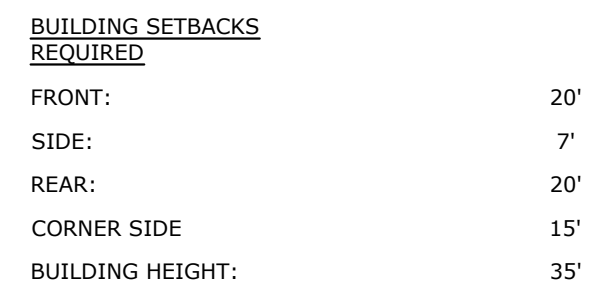 BUILDING SETBACKS
REQUIRED
FRONT: 20'
SIDE: 7'
REAR: 20'
CORNER SIDE 15'
BUILDING HEIGHT: 35'